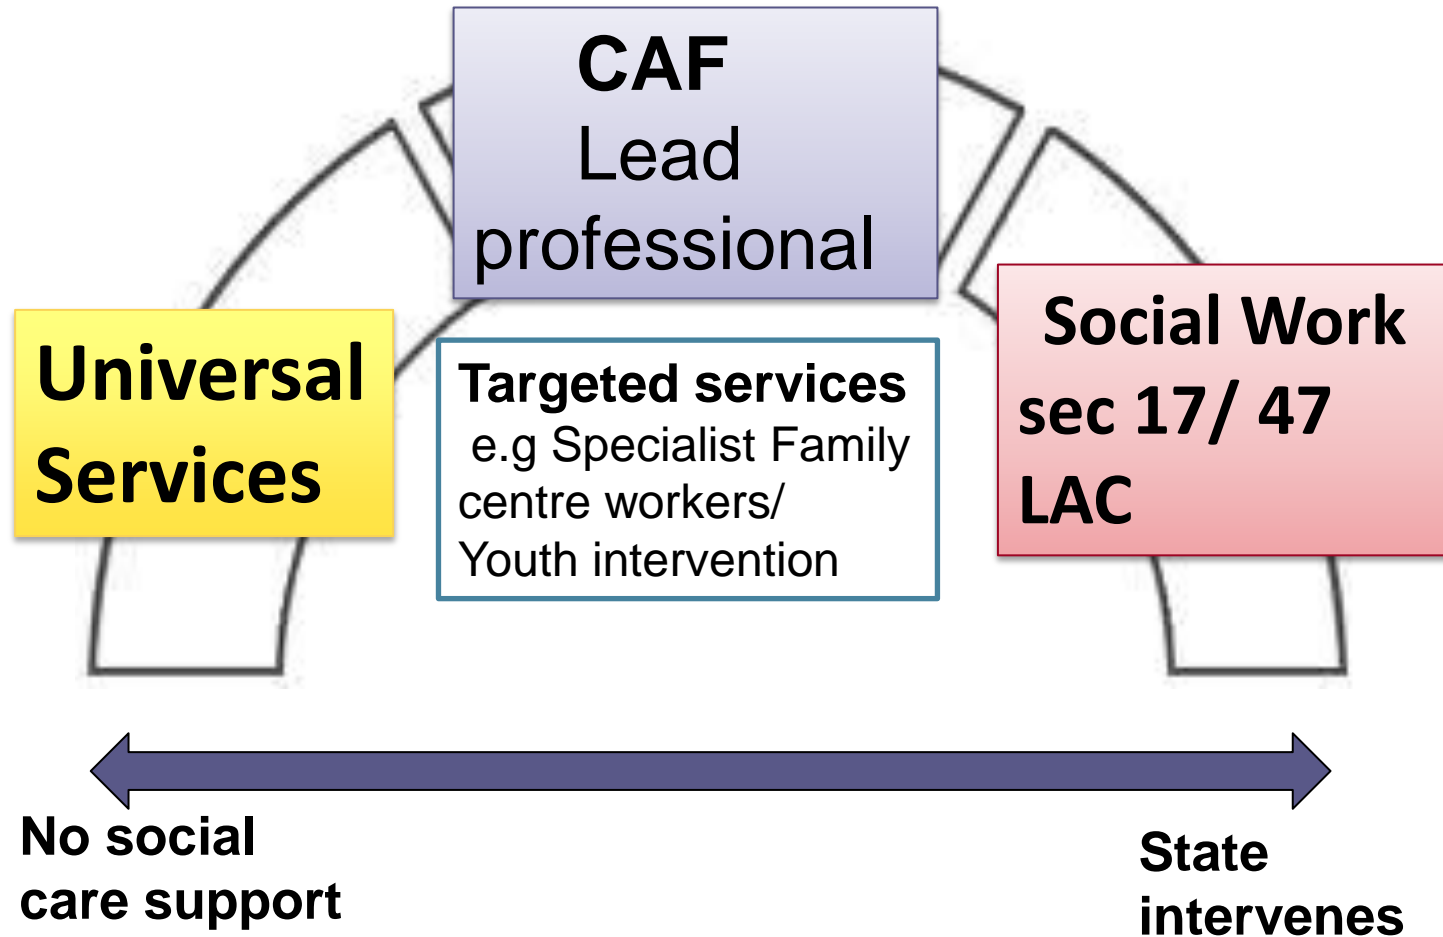 CAF
Lead
professional
Universal
Services
Targeted services
e.g Specialist Family
centre workers/
Youth intervention
Social Work
sec 17/ 47
LAC
No social
care support
State
intervenes